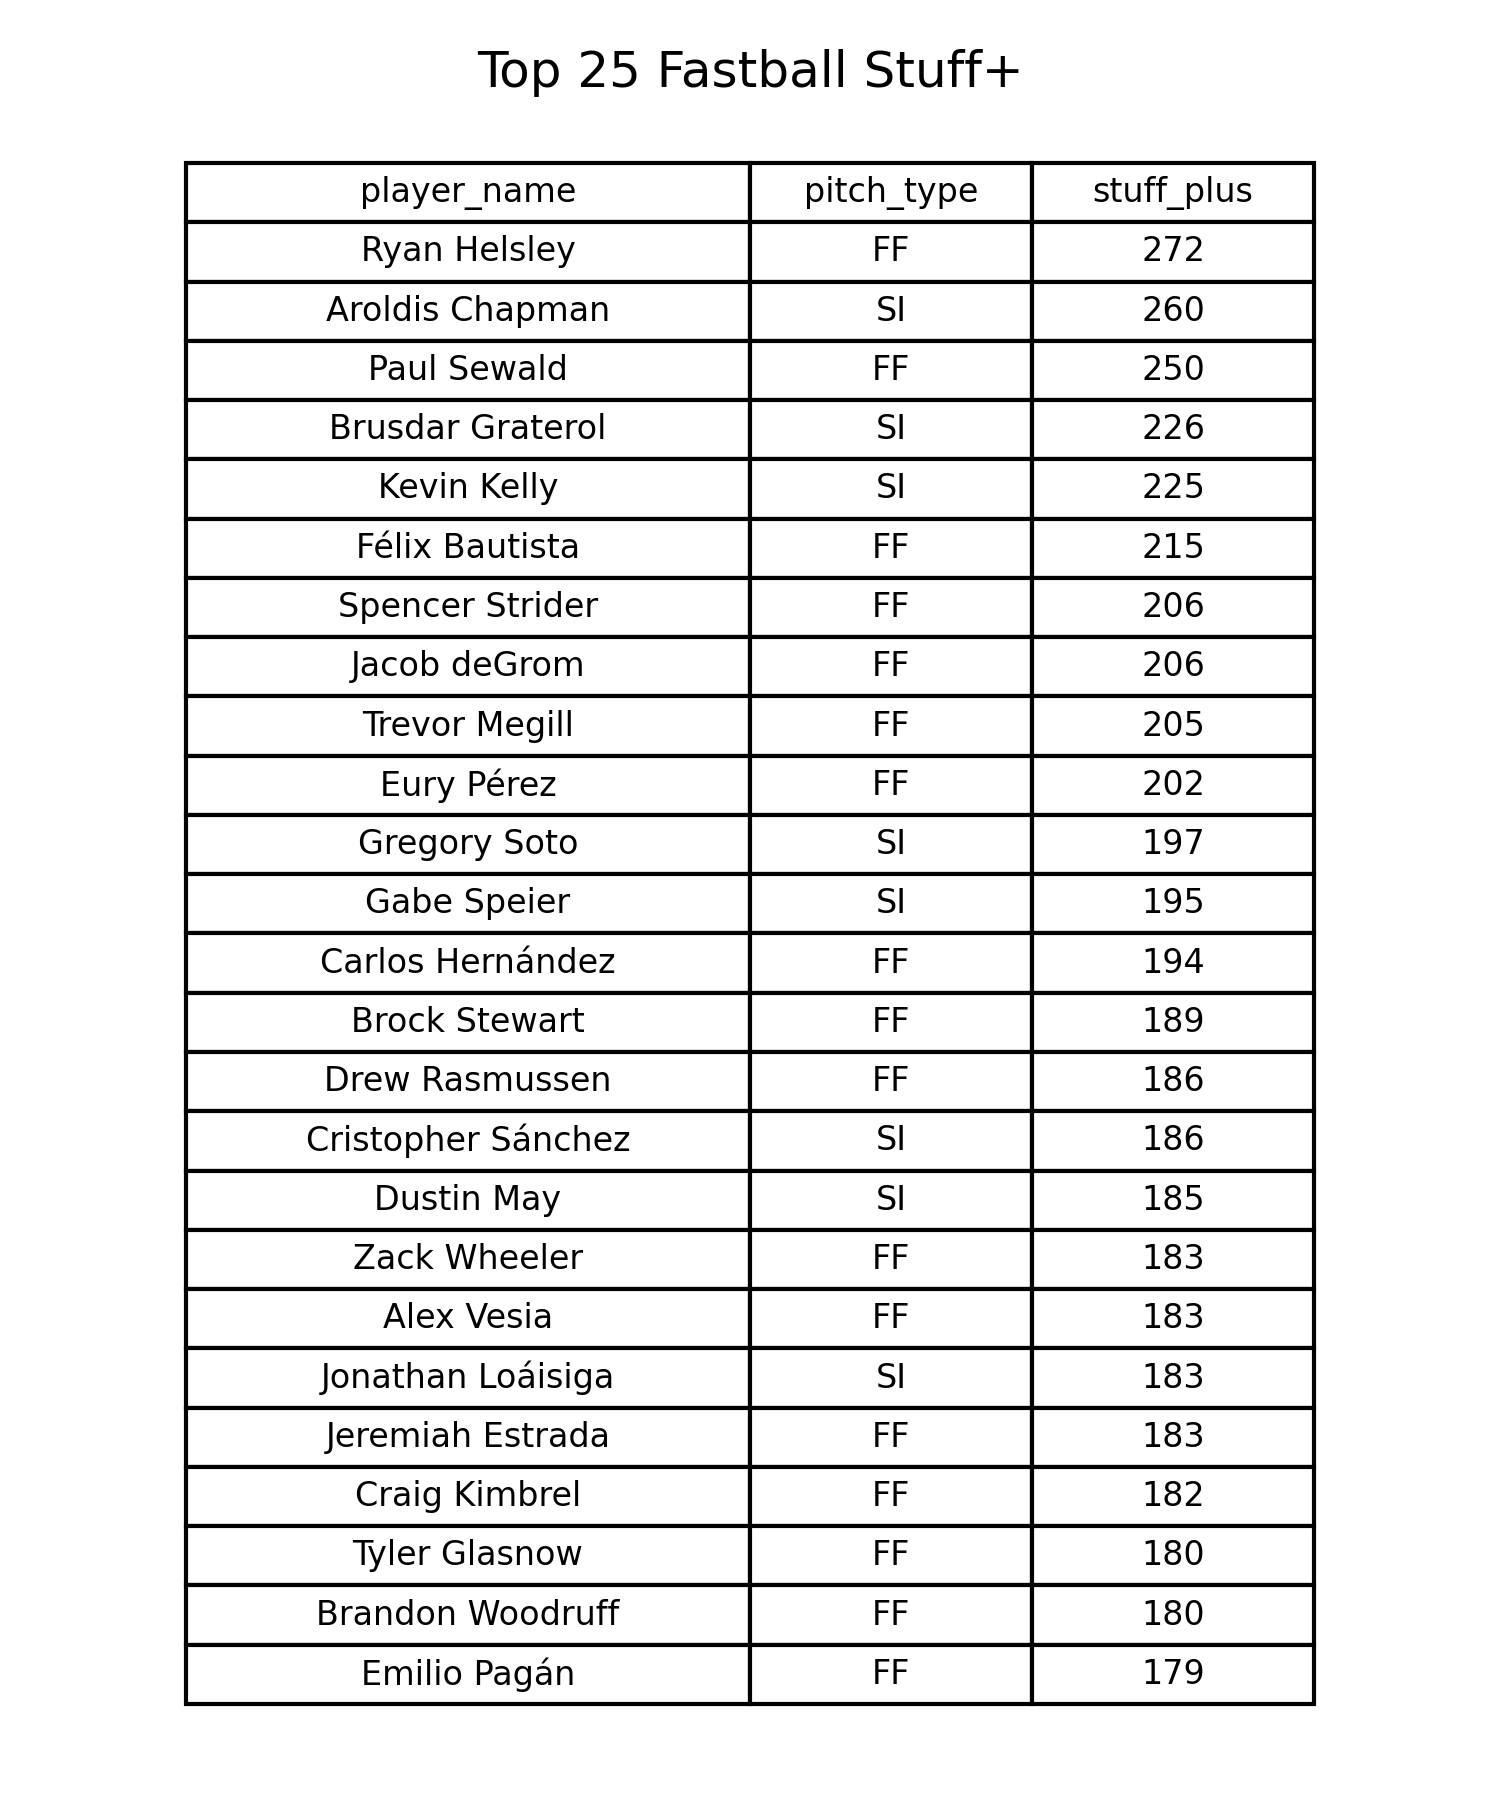 Top 25 Fastball Stuff+
player_name pitch_type stuff_plus
Ryan Helsley FF 272
Aroldis Chapman SI 260
Paul Sewald FF 250
Brusdar Graterol SI 226
Kevin Kelly SI 225
Félix Bautista FF 215
Spencer Strider FF 206
Jacob deGrom FF 206
Trevor Megill FF 205
Eury Pérez FF 202
Gregory Soto SI 197
Gabe Speier SI 195
Carlos Hernández FF 194
Brock Stewart FF 189
Drew Rasmussen FF 186
Cristopher Sánchez SI 186
Dustin May SI 185
Zack Wheeler FF 183
Alex Vesia FF 183
Jonathan Loáisiga SI 183
Jeremiah Estrada FF 183
Craig Kimbrel FF 182
Tyler Glasnow FF 180
Brandon Woodruff FF 180
Emilio Pagán FF 179